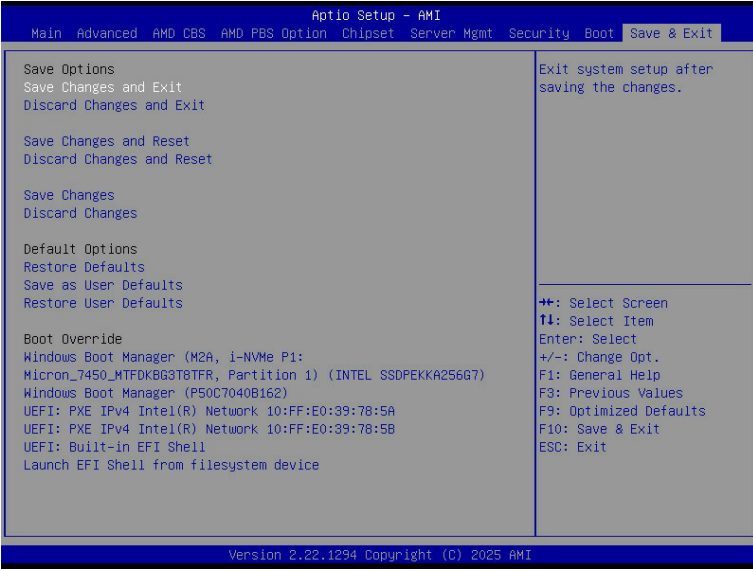 Aptio Setup - AMI
Main Advanced AMD CBS AMD PBS Option Chipset Server Mgmt Security Boot Save & Exit
Save Options
Save Changes and Exit
Discard Changes and Exit
Save Changes and Reset
Discard Changes and Reset
Save Changes
Discard Changes
Default Options
Restore Defaults
Save as User Defaults
Restore User Defaults
Boot Override
Windows Boot Manager (M2A, i-NVMe P1:
Micron_7450_MTFDKBG3T8TFR, Partition 1) (INTEL SSDPEKKA256G7)
Windows Boot Manager (P50C7040B162)
UEFI: PXE IPv4 Intel(R) Network 10:FF:E0:39:78:5A
UEFI: PXE IPv4 Intel(R) Network 10:FF:E0:39:78:5B
UEFI: Built-in EFI Shell
Launch EFI Shell from filesystem device
Exit system setup after
saving the changes.
→←: Select Screen
↑↓: Select Item
Enter: Select
+/-: Change Opt.
F1: General Help
F3: Previous Values
F9: Optimized Defaults
F10: Save & Exit
ESC: Exit
Version 2.22.1294 Copyright (C) 2025 AMI